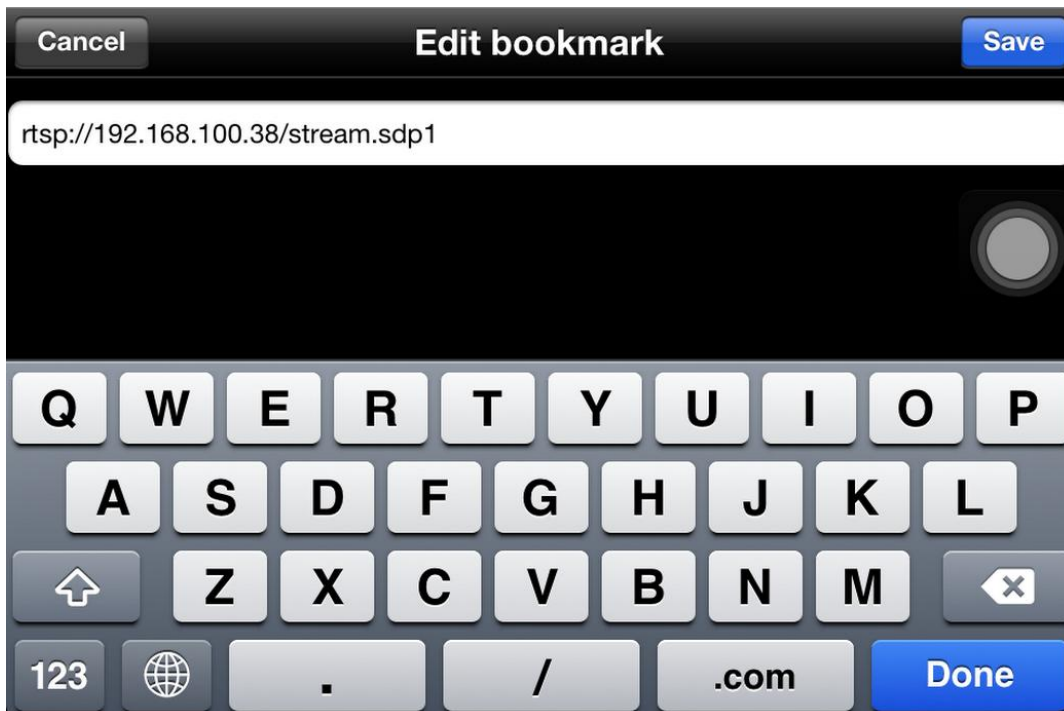 Cancel Edit bookmark Save
rtsp://192.168.100.38/stream.sdp1
Q W E R T Y U I O P
A S D F G H J K L
Z X C V B N M
123 . / .com Done